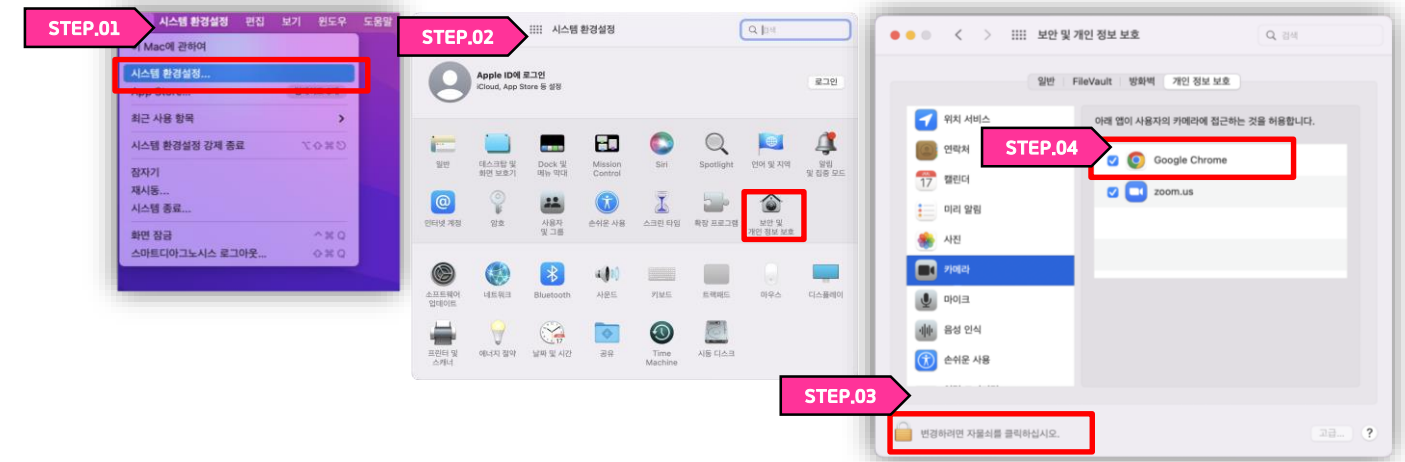 STEP.01
시스템 환경설정 편집 보기 윈도우 도움말
Mac에 관하여
시스템 환경설정...
App Store...
최근 사용 항목
시스템 환경설정 강제 종료 ⌥⇧⌘⎋
잠자기
재시동...
시스템 종료...
화면 잠금 ^⌘Q
스마트디아그노시스 로그아웃... ⇧⌘Q
STEP.02
시스템 환경설정
검색
Apple ID에 로그인
iCloud, App Store 등 설정
로그인
일반
데스크탑 및
화면 보호기
Dock 및
메뉴 막대
Mission
Control
Siri
Spotlight
언어 및 지역
알림
및 집중 모드
인터넷 계정
암호
사용자
및 그룹
손쉬운 사용
스크린 타임
확장 프로그램
보안 및
개인 정보 보호
소프트웨어
업데이트
네트워크
Bluetooth
사운드
키보드
트랙패드
마우스
디스플레이
프린터 및
스캐너
에너지 절약
날짜 및 시간
공유
Time
Machine
시동 디스크
보안 및 개인 정보 보호
검색
일반 FileVault 방화벽 개인 정보 보호
위치 서비스
연락처
캘린더
미리 알림
사진
카메라
마이크
음성 인식
손쉬운 사용
아래 앱이 사용자의 카메라에 접근하는 것을 허용합니다.
STEP.04
Google Chrome
zoom.us
STEP.03
변경하려면 자물쇠를 클릭하십시오.
고급... ?